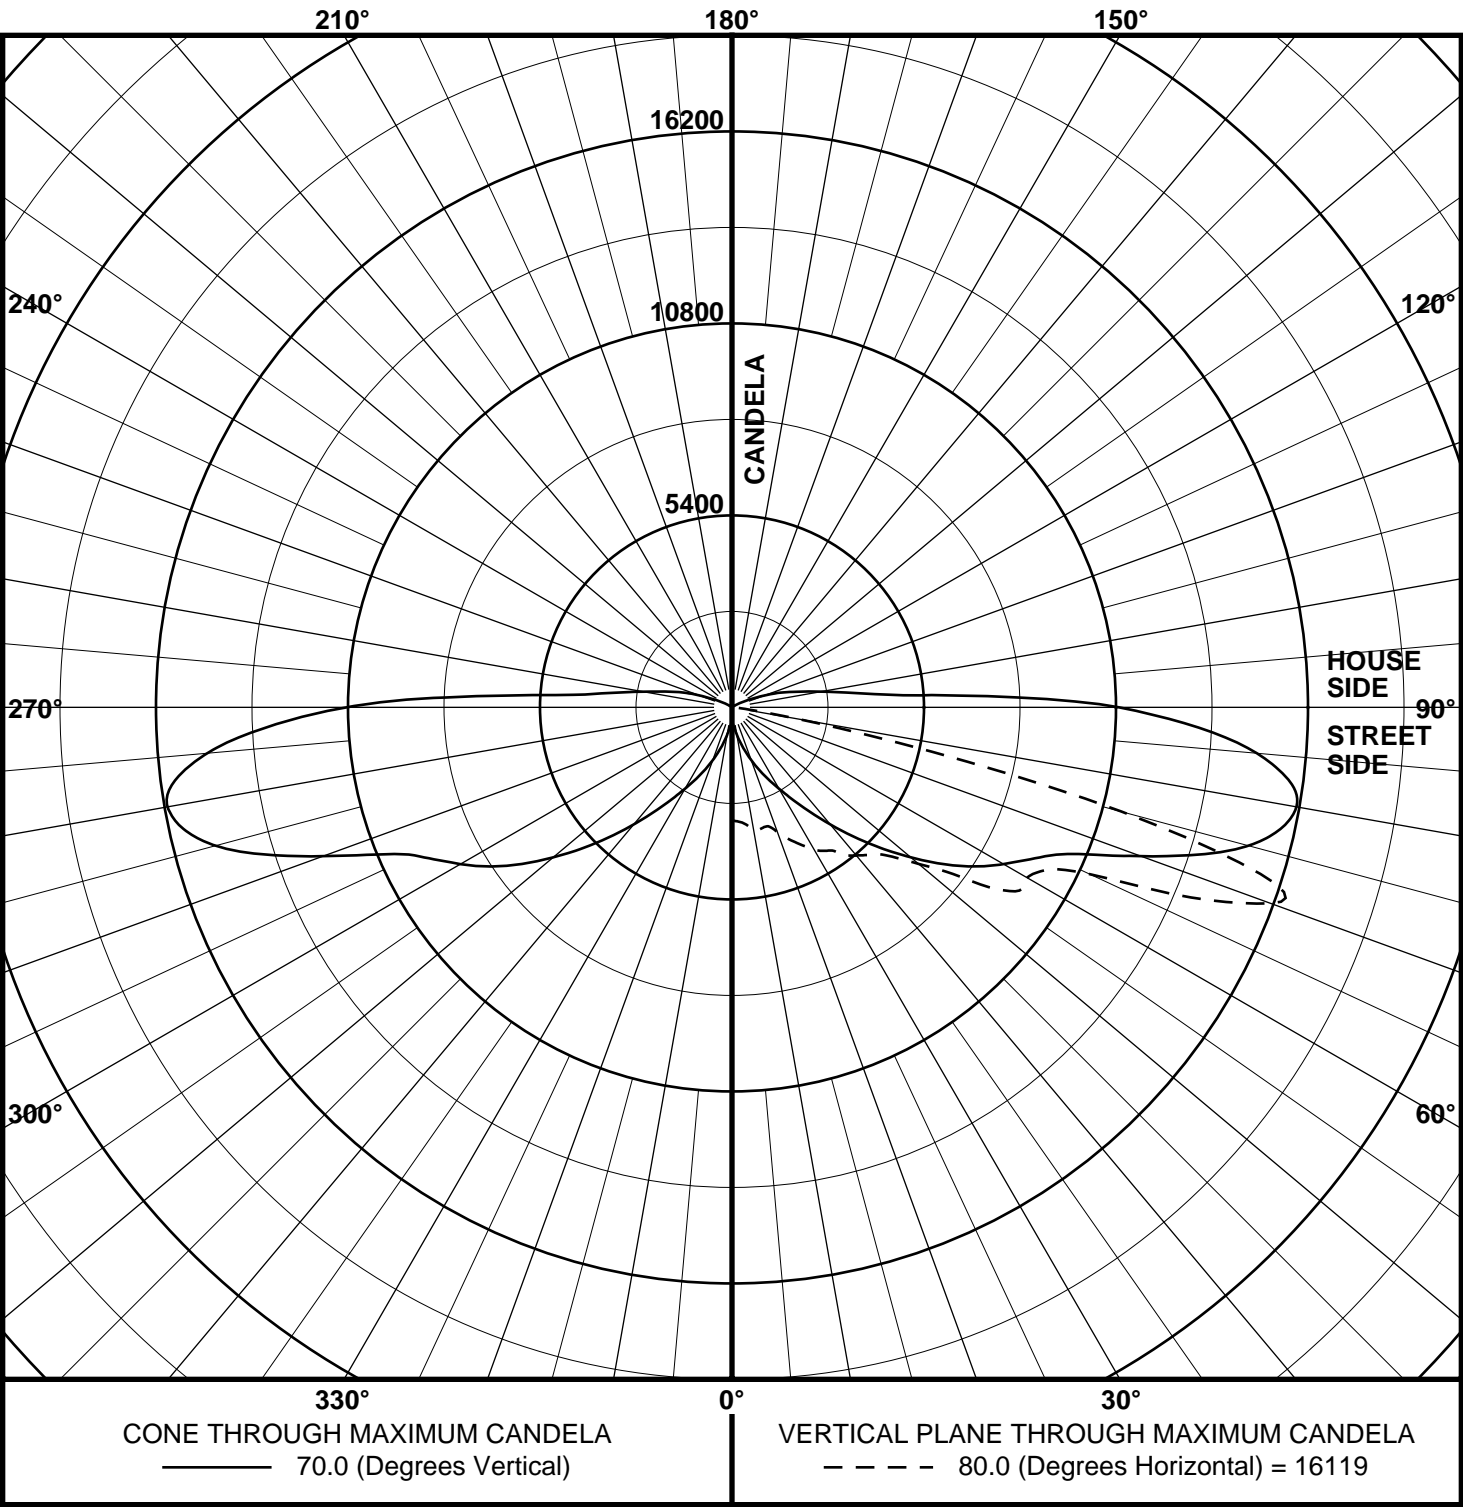 210° 180° 150°
16200
240° 120°
10800
CANDELA
5400
HOUSE
SIDE
270° 90°
STREET
SIDE
300° 60°
330° 0° 30°
CONE THROUGH MAXIMUM CANDELA
70.0 (Degrees Vertical)
VERTICAL PLANE THROUGH MAXIMUM CANDELA
80.0 (Degrees Horizontal) = 16119